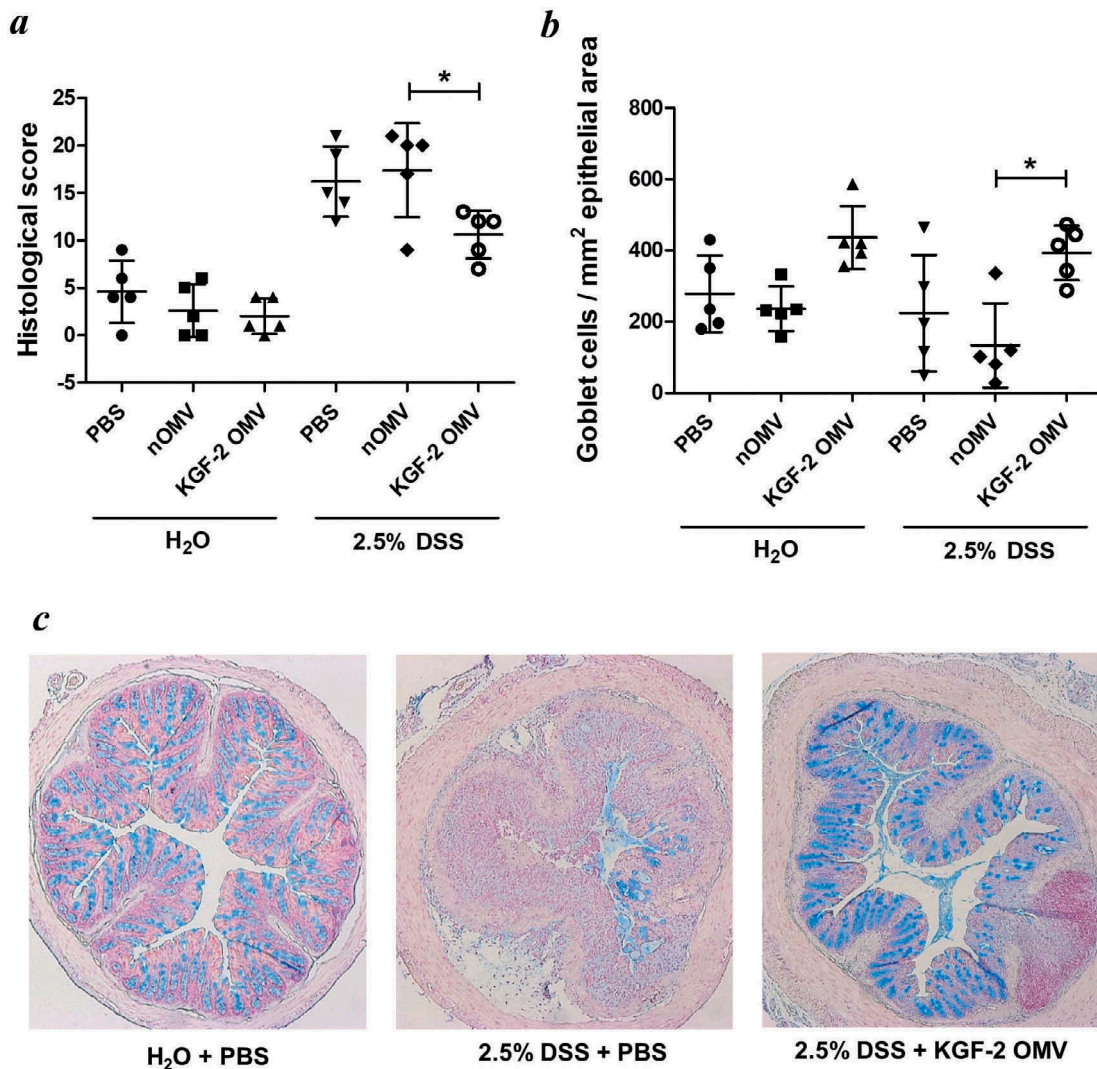 a
b
*
*
Histological score
25
20
15
10
5
0
-5
PBS
nOMV
KGF-2 OMV
PBS
nOMV
KGF-2 OMV
H₂O
2.5% DSS
Goblet cells / mm² epithelial area
800
600
400
200
0
PBS
nOMV
KGF-2 OMV
PBS
nOMV
KGF-2 OMV
H₂O
2.5% DSS
c
H₂O + PBS
2.5% DSS + PBS
2.5% DSS + KGF-2 OMV